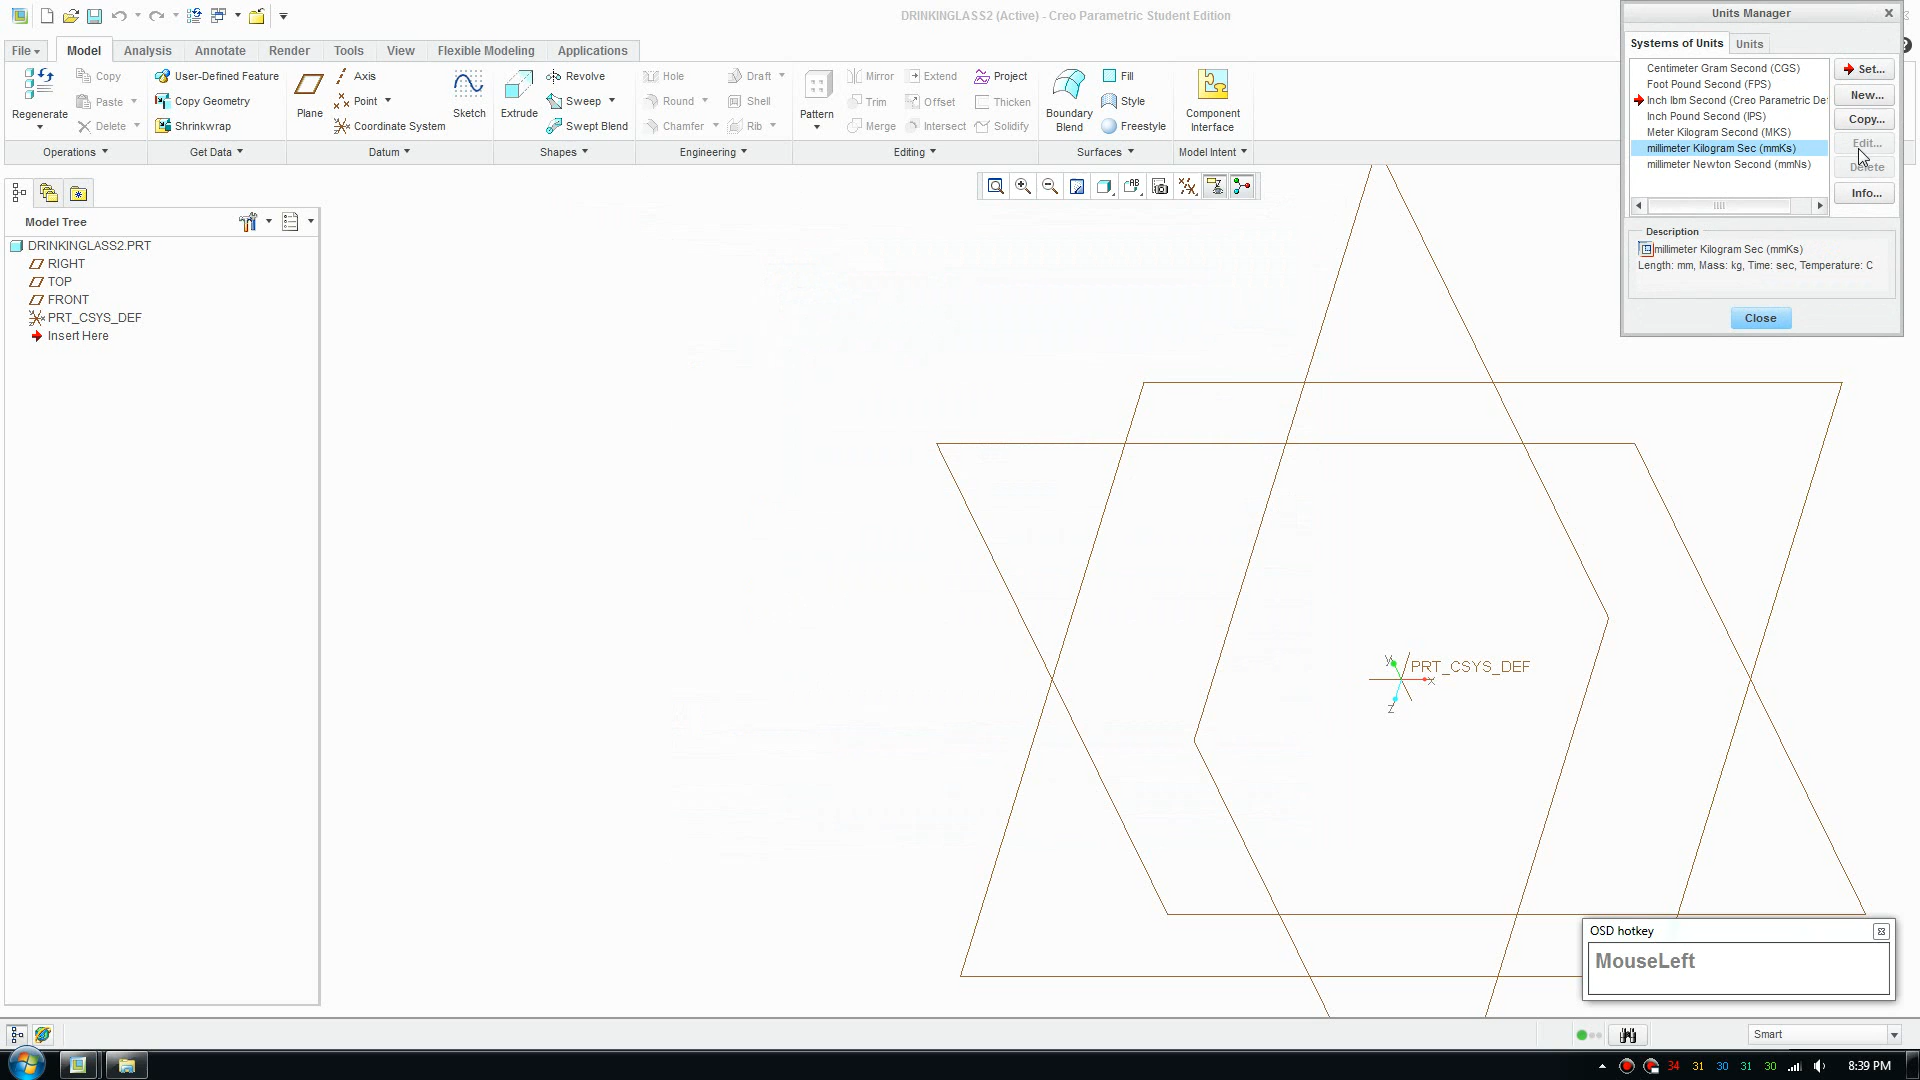 DRINKINGLASS2 (Active) - Creo Parametric Student Edition
File Model Analysis Annotate Render Tools View Flexible Modeling Applications
Regenerate
Copy
Paste
Delete
Operations
User-Defined Feature
Copy Geometry
Shrinkwrap
Get Data
Plane
Axis
Point
Coordinate System
Sketch
Datum
Extrude
Revolve
Sweep
Swept Blend
Shapes
Hole
Round
Chamfer
Draft
Shell
Rib
Engineering
Pattern
Mirror
Trim
Merge
Extend
Offset
Intersect
Project
Thicken
Solidify
Editing
Boundary
Blend
Fill
Style
Freestyle
Surfaces
Component
Interface
Model Intent
Units Manager
Systems of Units Units
Centimeter Gram Second (CGS)
Foot Pound Second (FPS)
Inch lbm Second (Creo Parametric De
Inch Pound Second (IPS)
Meter Kilogram Second (MKS)
millimeter Kilogram Sec (mmKs)
millimeter Newton Second (mmNs)
Set...
New...
Copy...
Edit...
Delete
Info...
Description
millimeter Kilogram Sec (mmKs)
Length: mm, Mass: kg, Time: sec, Temperature: C
Close
Model Tree
DRINKINGLASS2.PRT
RIGHT
TOP
FRONT
PRT_CSYS_DEF
Insert Here
y
PRT_CSYS_DEF
x
z
OSD hotkey
MouseLeft
Smart
34 31 30 31 30 8:39 PM